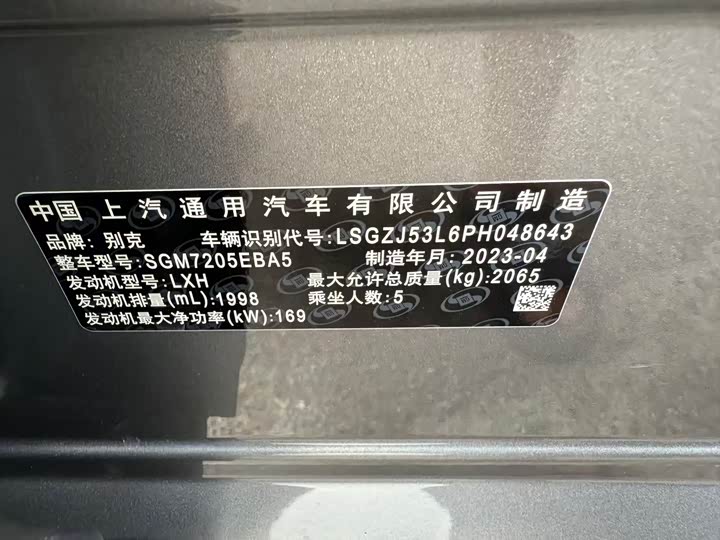 中国 上汽通用汽车有限公司制造
品牌: 别克 车辆识别代号:LSGZJ53L6PH048643
整车型号:SGM7205EBA5 制造年月: 2023-04
发动机型号:LXH 最大允许总质量(kg):2065
发动机排量(mL):1998 乘坐人数:5
发动机最大净功率(kW):169